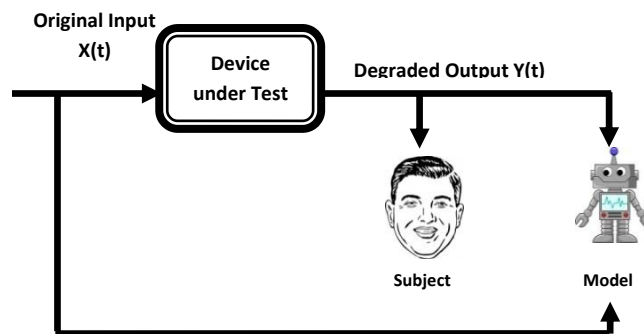 Original Input
X(t)
Device
under Test
Degraded Output Y(t)
Subject
Model